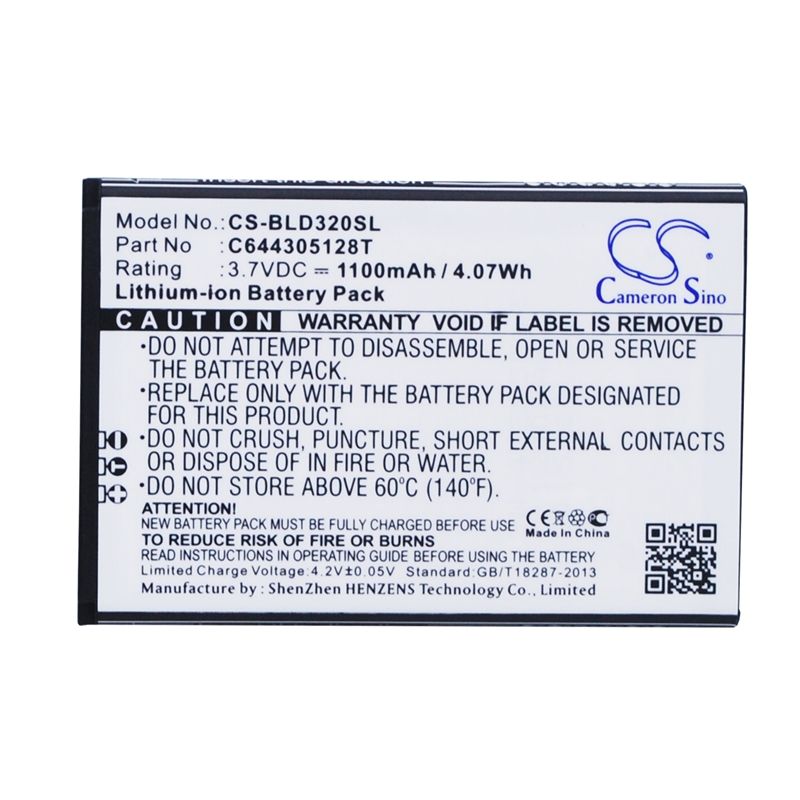 Insert this direction
Model No.: CS-BLD320SL
Part No.: C644305128T
Rating : 3.7VDC ⎓ 1100mAh / 4.07Wh
Lithium-ion Battery Pack
CS
Cameron Sino
CAUTION WARRANTY VOID IF LABEL IS REMOVED
•DO NOT ATTEMPT TO DISASSEMBLE, OPEN OR SERVICE
THE BATTERY PACK.
•REPLACE ONLY WITH THE BATTERY PACK DESIGNATED
FOR THIS PRODUCT.
•DO NOT CRUSH, PUNCTURE, SHORT EXTERNAL CONTACTS
OR DISPOSE OF IN FIRE OR WATER.
•DO NOT STORE ABOVE 60°C (140°F).
ATTENTION:
NEW BATTERY PACK MUST BE FULLY CHARGED BEFORE USE
TO REDUCE RISK OF FIRE OR BURNS
READ INSTRUCTIONS IN OPERATING GUIDE BEFORE USING THE BATTERY
Limited Charge Voltage:4.2V±0.05V Standard:GB/T18287-2013
Manufacture by : ShenZhen HENZENS Technology Co., Limited
CE
Made In China